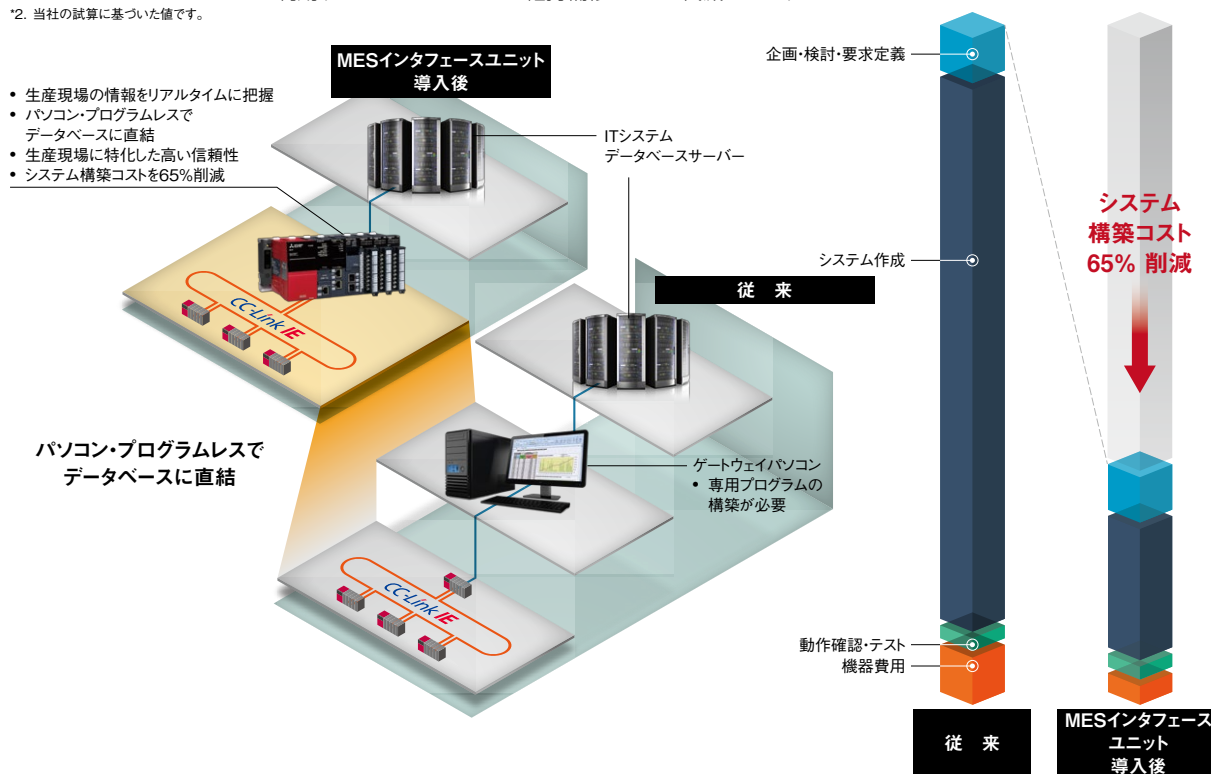 *2. 当社の試算に基づいた値です。
MESインタフェースユニット
導入後
• 生産現場の情報をリアルタイムに把握
• パソコン・プログラムレスで
データベースに直結
• 生産現場に特化した高い信頼性
• システム構築コストを65%削減
ITシステム
データベースサーバー
CC-Link IE
従 来
パソコン・プログラムレスで
データベースに直結
ゲートウェイパソコン
• 専用プログラムの
構築が必要
CC-Link IE
企画・検討・要求定義
システム作成
動作確認・テスト
機器費用
システム
構築コスト
65% 削減
従 来
MESインタフェース
ユニット
導入後